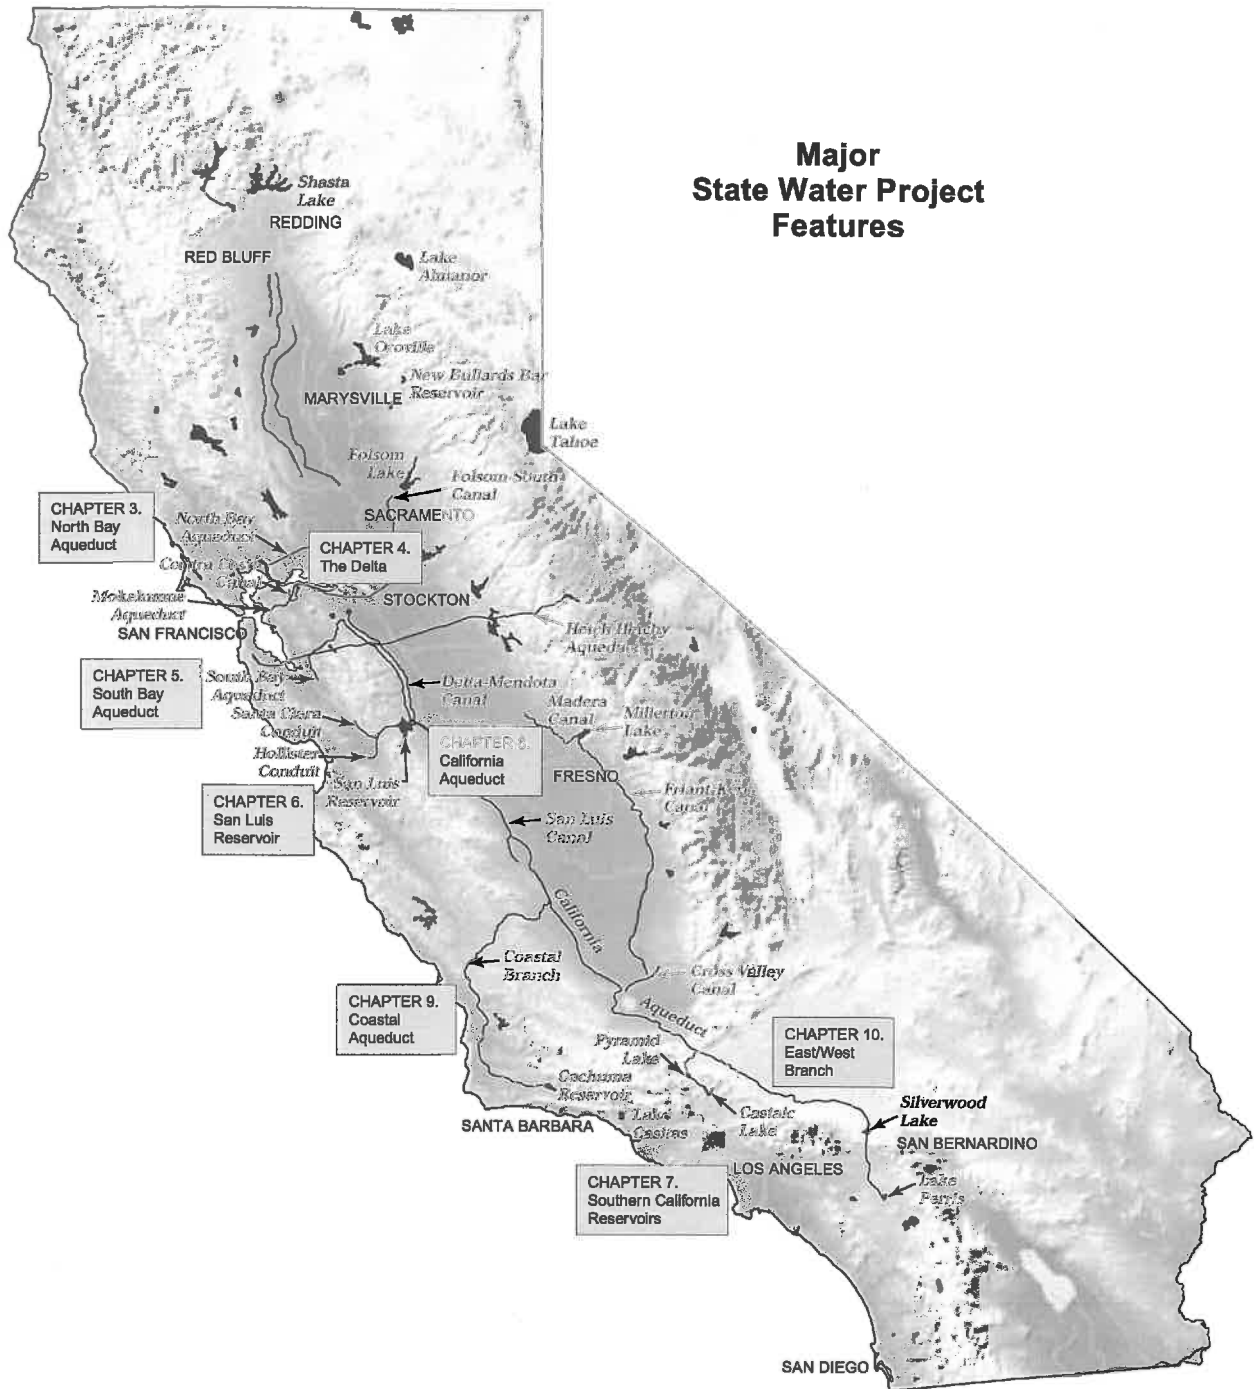 Major
State Water Project
Features
Shasta
Lake
REDDING
RED BLUFF
Lake
Almanor
Lake
Oroville
New Bullards Bar
Reservoir
MARYSVILLE
Lake
Tahoe
Folsom
Lake
Folsom-South
Canal
SACRAMENTO
CHAPTER 3.
North Bay
Aqueduct
North Bay
Aqueduct
CHAPTER 4.
The Delta
Contra Costa
Canal
STOCKTON
Mokelumne
Aqueduct
SAN FRANCISCO
Hetch Hetchy
Aqueduct
CHAPTER 5.
South Bay
Aqueduct
South Bay
Aqueduct
Delta-Mendota
Canal
Madera
Canal
Millerton
Lake
Santa Clara
Conduit
CHAPTER 8.
California
Aqueduct
Hollister
Conduit
FRESNO
San Luis
Reservoir
Friant-Kern
Canal
CHAPTER 6.
San Luis
Reservoir
San Luis
Canal
California
Aqueduct
Coastal
Branch
Cross Valley
Canal
CHAPTER 9.
Coastal
Aqueduct
CHAPTER 10.
East/West
Branch
Pyramid
Lake
Cachuma
Reservoir
Castaic
Lake
Lake
Casitas
Silverwood
Lake
SANTA BARBARA
SAN BERNARDINO
LOS ANGELES
CHAPTER 7.
Southern California
Reservoirs
Lake
Perris
SAN DIEGO